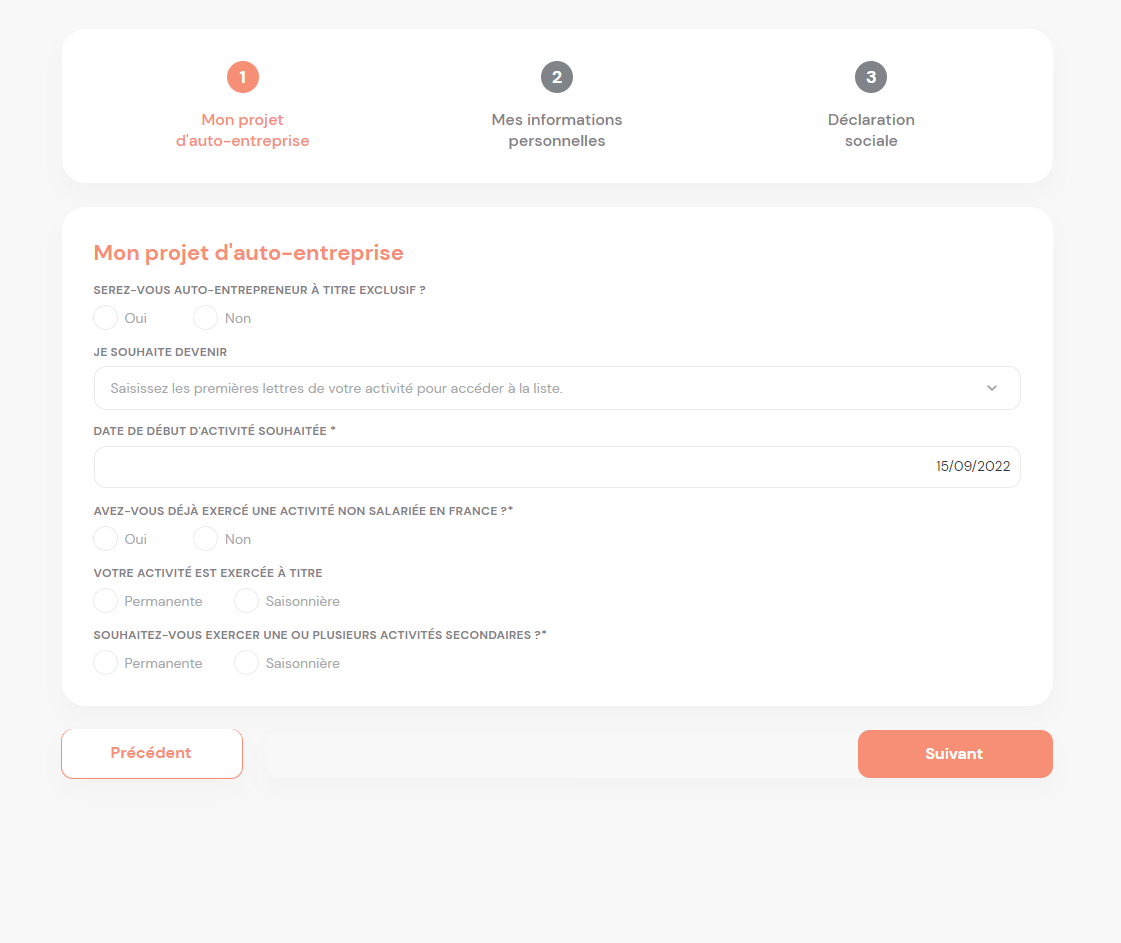 1
2
3
Mon projet
d'auto-entreprise
Mes informations
personnelles
Déclaration
sociale
Mon projet d'auto-entreprise
SEREZ-VOUS AUTO-ENTREPRENEUR À TITRE EXCLUSIF ?
Oui Non
JE SOUHAITE DEVENIR
Saisissez les premières lettres de votre activité pour accéder à la liste.
DATE DE DÉBUT D'ACTIVITÉ SOUHAITÉE *
15/09/2022
AVEZ-VOUS DÉJÀ EXERCÉ UNE ACTIVITÉ NON SALARIÉE EN FRANCE ?*
Oui Non
VOTRE ACTIVITÉ EST EXERCÉE À TITRE
Permanente Saisonnière
SOUHAITEZ-VOUS EXERCER UNE OU PLUSIEURS ACTIVITÉS SECONDAIRES ?*
Permanente Saisonnière
Précédent
Suivant